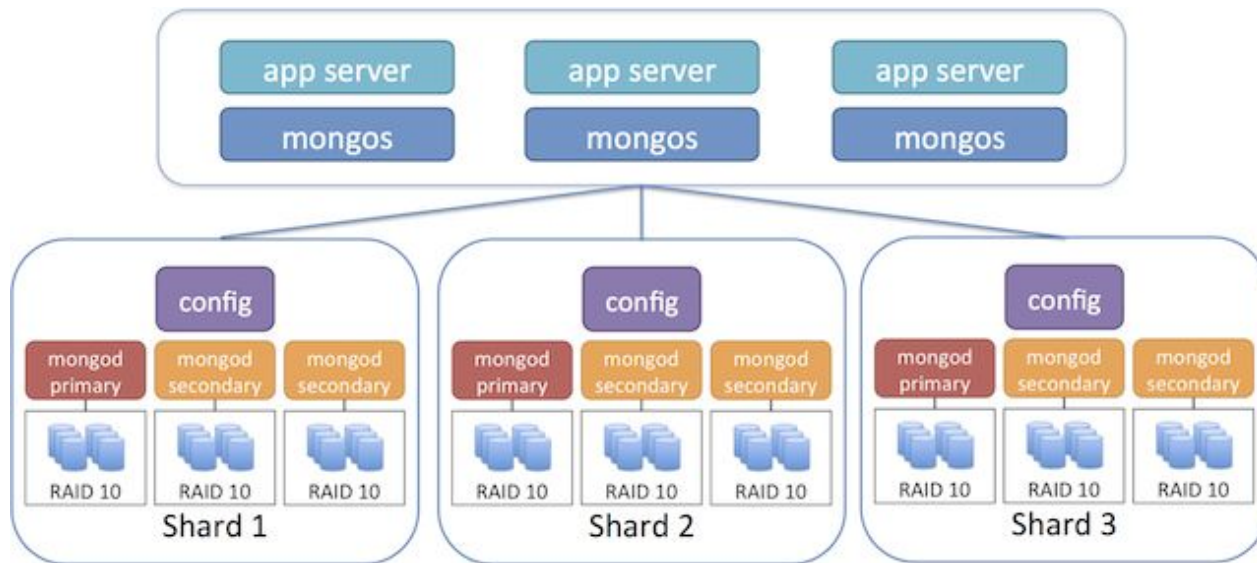 app server app server app server
mongos mongos mongos
config config config
mongod mongod mongod mongod mongod mongod mongod mongod mongod
primary secondary secondary primary secondary secondary primary secondary secondary
RAID 10 RAID 10 RAID 10 RAID 10 RAID 10 RAID 10 RAID 10 RAID 10 RAID 10
Shard 1 Shard 2 Shard 3